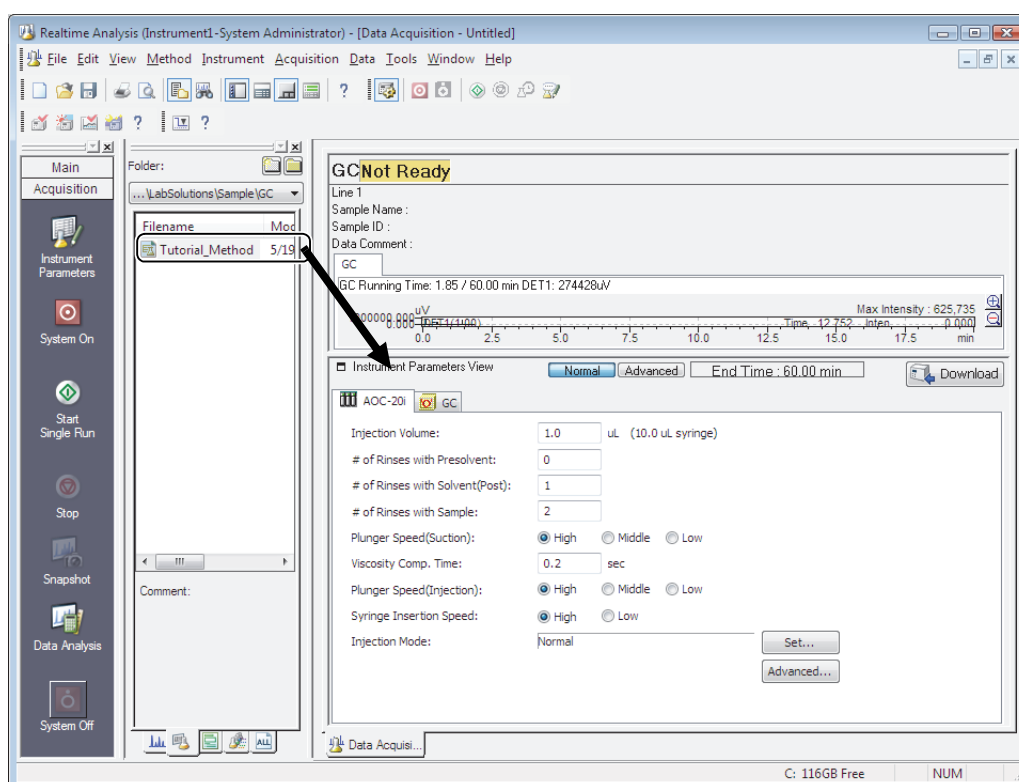 Realtime Analysis (Instrument1-System Administrator) - [Data Acquisition - Untitled]
File Edit View Method Instrument Acquisition Data Tools Window Help
Main
Acquisition
Instrument
Parameters
System On
Start
Single Run
Stop
Snapshot
Data Analysis
System Off
Folder:
...\LabSolutions\Sample\GC
Filename Mod
Tutorial_Method 5/19
Comment:
ALL
GC Not Ready
Line 1
Sample Name :
Sample ID :
Data Comment :
GC
GC Running Time: 1.85 / 60.00 min DET1: 274428uV
uV
Max Intensity : 625,735
0.000 DET1(1.00) Time 12.752 Inten. 0.000
0.0 2.5 5.0 7.5 10.0 12.5 15.0 17.5 min
Instrument Parameters View Normal Advanced End Time : 60.00 min Download
AOC-20i GC
Injection Volume: 1.0 uL (10.0 uL syringe)
# of Rinses with Presolvent: 0
# of Rinses with Solvent(Post): 1
# of Rinses with Sample: 2
Plunger Speed(Suction): High Middle Low
Viscosity Comp. Time: 0.2 sec
Plunger Speed(Injection): High Middle Low
Syringe Insertion Speed: High Low
Injection Mode: Normal Set...
Advanced...
Data Acquisi...
C: 116GB Free NUM